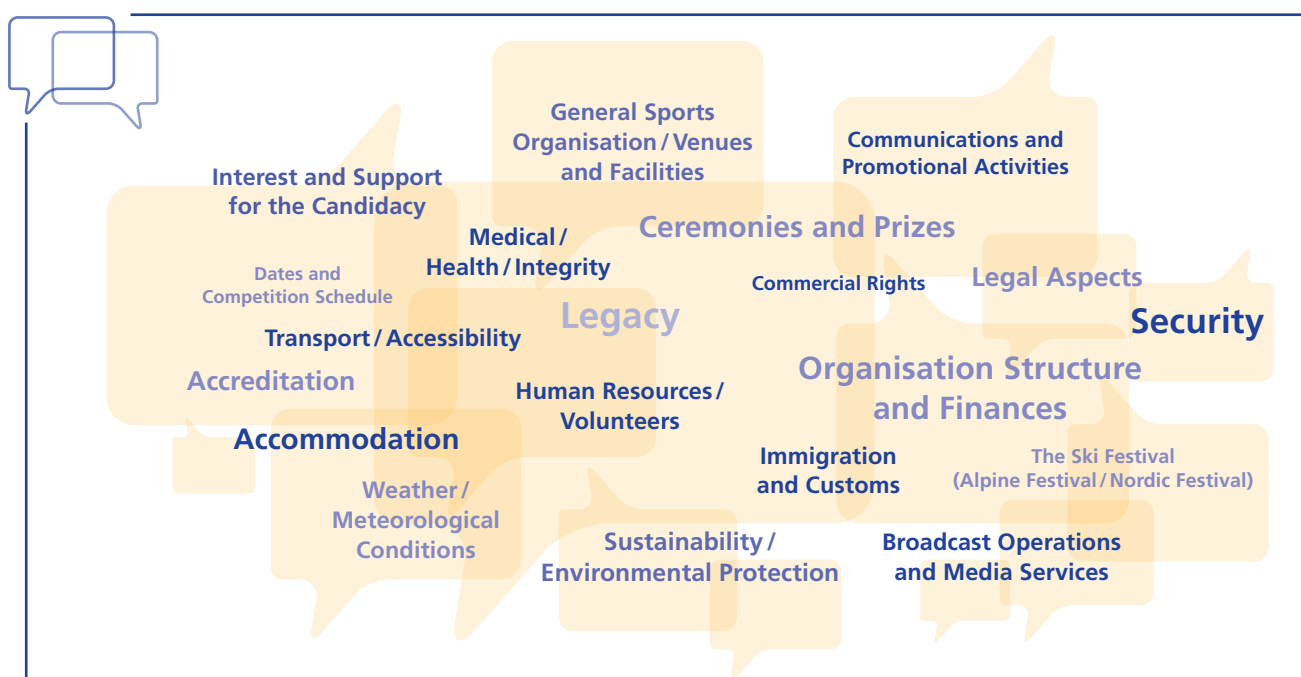 General Sports
Organisation / Venues
and Facilities
Communications and
Promotional Activities
Interest and Support
for the Candidacy
Ceremonies and Prizes
Medical /
Health / Integrity
Dates and
Competition Schedule
Commercial Rights
Legal Aspects
Legacy
Security
Transport / Accessibility
Accreditation
Organisation Structure
and Finances
Human Resources /
Volunteers
Accommodation
Immigration
and Customs
The Ski Festival
(Alpine Festival / Nordic Festival)
Weather /
Meteorological
Conditions
Sustainability /
Environmental Protection
Broadcast Operations
and Media Services